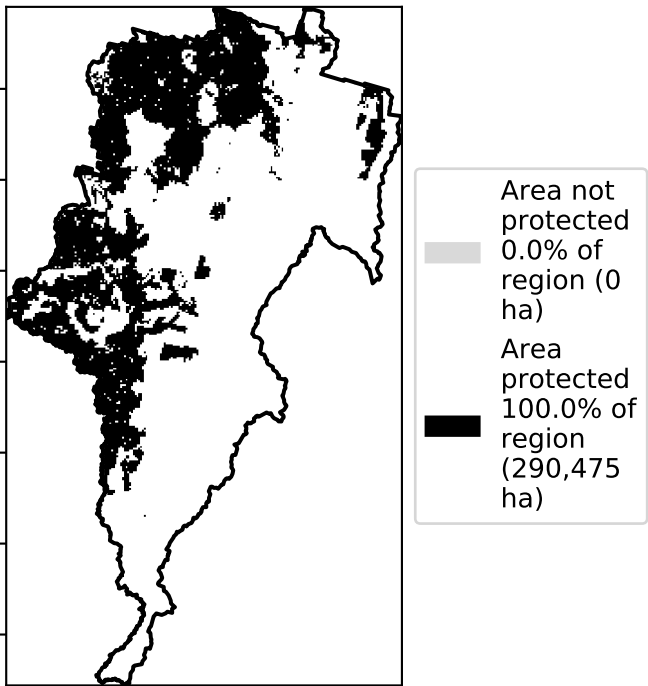 Area not
protected
0.0% of
region (0
ha)
Area
protected
100.0% of
region
(290,475
ha)